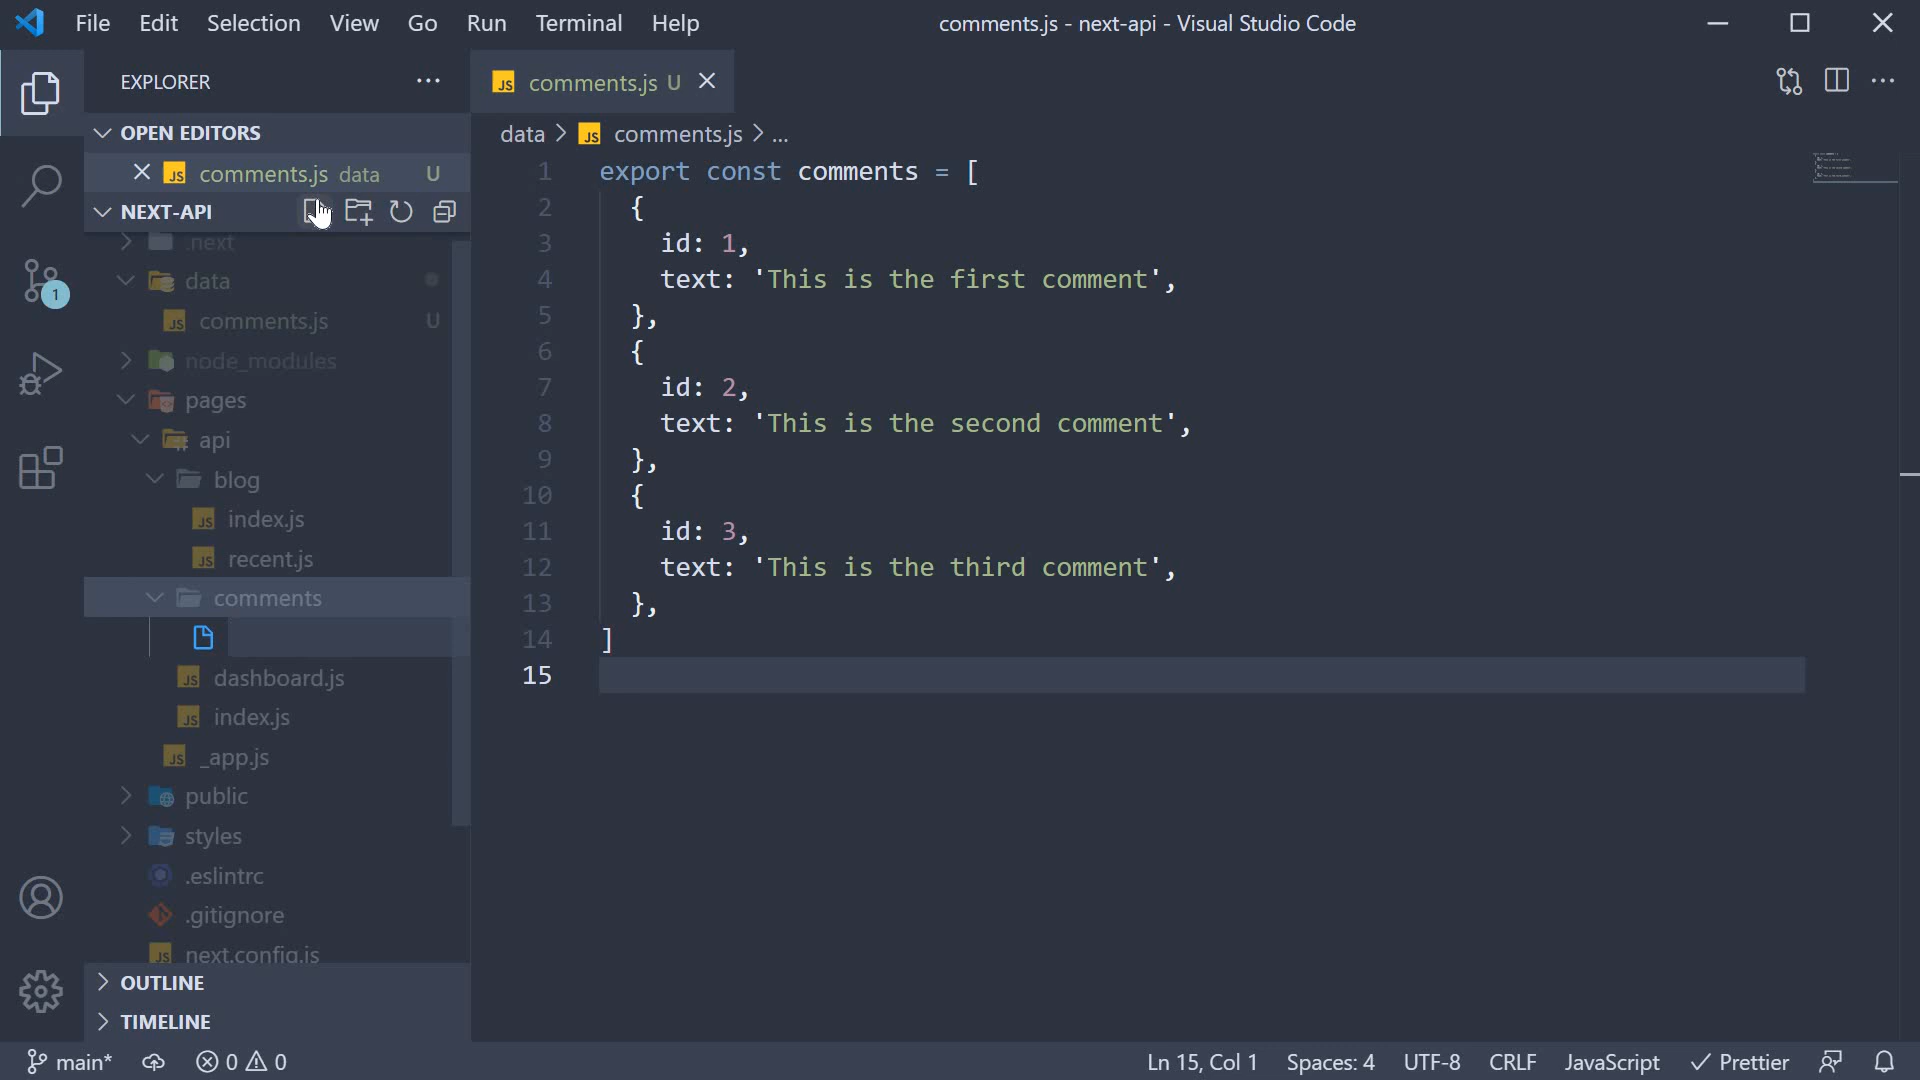 File Edit Selection View Go Run Terminal Help
comments.js - next-api - Visual Studio Code
EXPLORER
OPEN EDITORS
comments.js data U
NEXT-API
.next
data
comments.js U
node_modules
pages
api
blog
index.js
recent.js
comments
dashboard.js
index.js
_app.js
public
styles
.eslintrc
.gitignore
next.config.js
OUTLINE
TIMELINE
comments.js U
data > comments.js > ...
1 export const comments = [
2 {
3 id: 1,
4 text: 'This is the first comment',
5 },
6 {
7 id: 2,
8 text: 'This is the second comment',
9 },
10 {
11 id: 3,
12 text: 'This is the third comment',
13 },
14 ]
15
1
main* 0 0
Ln 15, Col 1 Spaces: 4 UTF-8 CRLF JavaScript Prettier